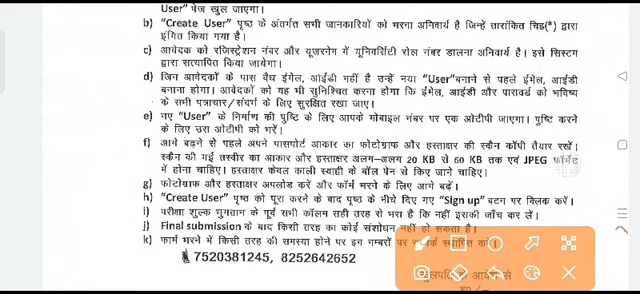 User" पेज खुल जाएगा।
b) "Create User" पृष्ठ के अंतर्गत सभी जानकारियों को भरना अनिवार्य है जिन्हें तारांकित चिह्न(*) द्वारा
इंगित किया गया है।
c) आवेदक को रजिस्ट्रेशन नंबर और यूजरनेम में यूनिवर्सिटी रोल नंबर डालना अनिवार्य है। इसे सिस्टम
द्वारा सत्यापित किया जायेगा।
d) जिन आवेदकों के पास वैध ईमेल, आईडी नहीं है उन्हें नया "User"बनाने से पहले ईमेल, आईडी
बनाना होगा। आवेदकों को यह भी सुनिश्चित करना होगा कि ईमेल, आईडी और पासवर्ड को भविष्य
के सभी पत्राचार/संदर्भ के लिए सुरक्षित रखा जाए।
e) नए "User" के निर्माण की पुष्टि के लिए आपके मोबाइल नंबर पर एक ओटीपी जाएगा। पुष्टि करने
के लिए उस ओटीपी को भरें।
f) आगे बढ़ने से पहले अपने पासपोर्ट आकार का फोटोग्राफ और हस्ताक्षर की स्कैन कॉपी तैयार रखें।
स्कैन की गई तस्वीर का आकार और हस्ताक्षर अलग-अलग 20 KB से 60 KB तक एवं JPEG फॉर्मेट
में होना चाहिए। हस्ताक्षर केवल काली स्याही के बॉल पेन से किए जाने चाहिए।
g) फोटोग्राफ और हस्ताक्षर अपलोड करें और फॉर्म भरने के लिए आगे बढ़ें।
h) "Create User" पृष्ठ को पूरा करने के बाद पृष्ठ के नीचे दिए गए "Sign up" बटन पर क्लिक करें।
i) परीक्षा शुल्क भुगतान के पूर्व सभी कॉलम सही तरह से भरा है कि नहीं इसकी जाँच कर लें।
j) Final submission के बाद किसी तरह का कोई संशोधन नहीं हो सकता है।
k) फार्म भरने में किसी तरह की समस्या होने पर इन नम्बरों पर स्थापित करें।
7520381245, 8252642652
आदेश से
ह0/–